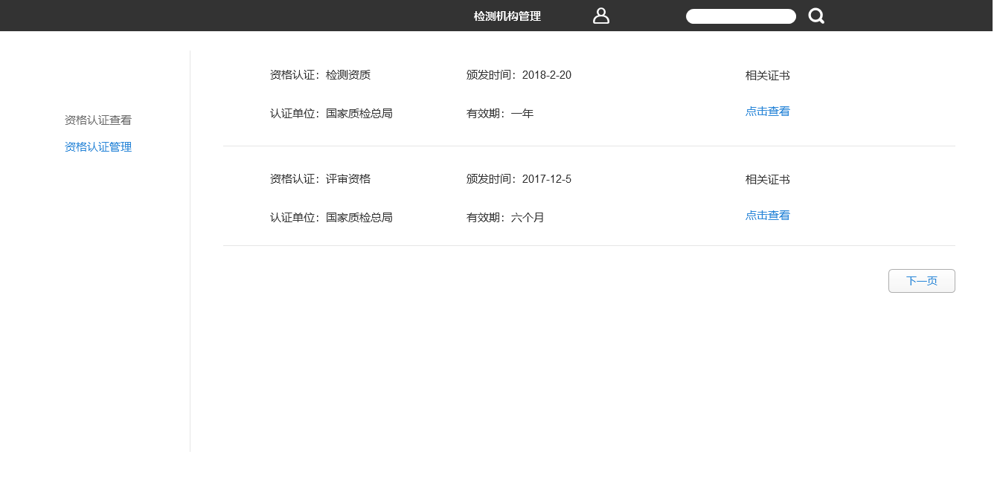 检测机构管理
资格认证查看
资格认证管理
资格认证：检测资质 颁发时间：2018-2-20 相关证书
认证单位：国家质检总局 有效期：一年 点击查看
资格认证：评审资格 颁发时间：2017-12-5 相关证书
认证单位：国家质检总局 有效期：六个月 点击查看
下一页